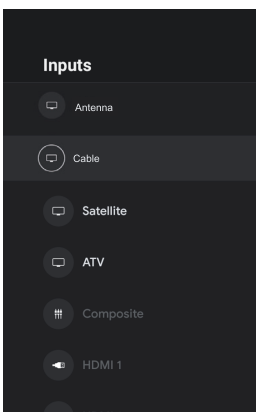 Inputs
Antenna
Cable
Satellite
ATV
Composite
HDMI 1